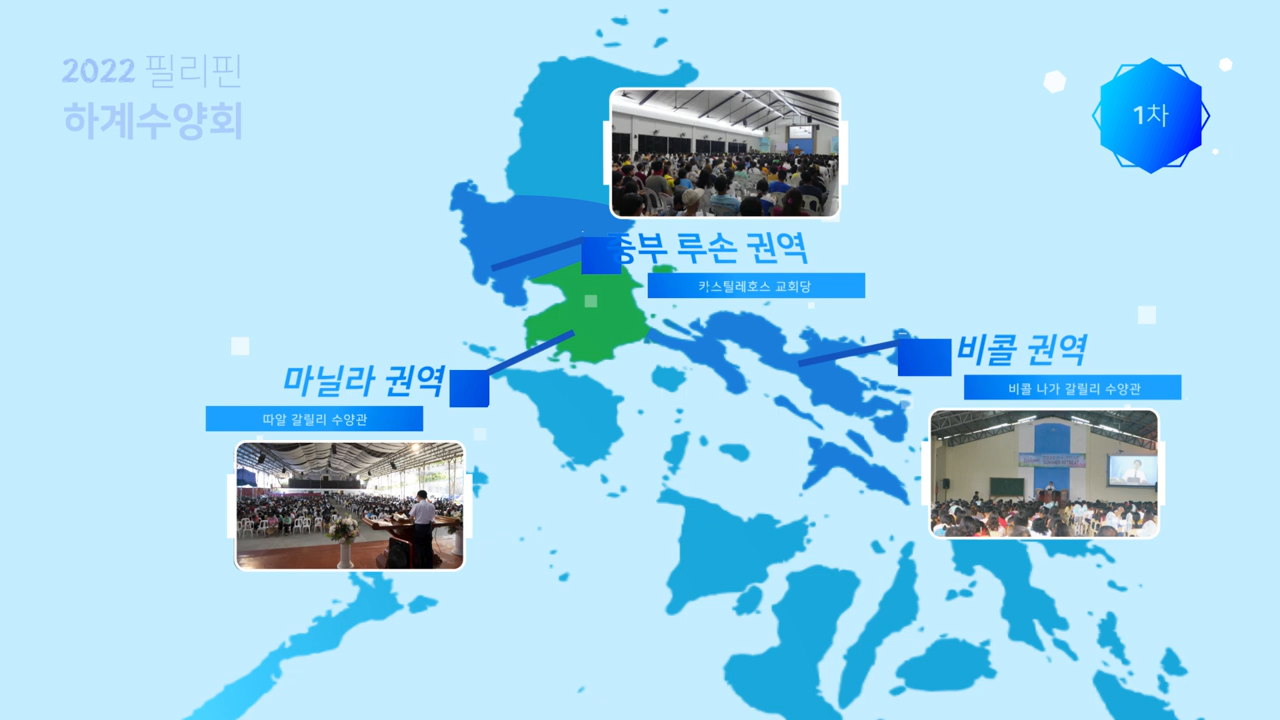 2022 필리핀
하계수양회
1차
중부 루손 권역
카스틸레호스 교회당
마닐라 권역
따알 갈릴리 수양관
비콜 권역
비콜 나가 갈릴리 수양관